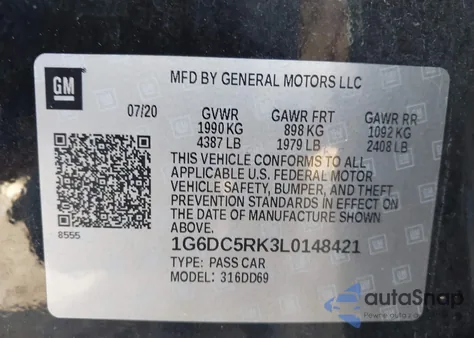 GM
MFD BY GENERAL MOTORS LLC
07/20 GVWR GAWR FRT GAWR RR
1990 KG 898 KG 1092 KG
4387 LB 1979 LB 2408 LB
THIS VEHICLE CONFORMS TO ALL
APPLICABLE U.S. FEDERAL MOTOR
VEHICLE SAFETY, BUMPER, AND THEFT
PREVENTION STANDARDS IN EFFECT ON
THE DATE OF MANUFACTURE SHOWN
ABOVE.
8555
1G6DC5RK3L0148421
TYPE: PASS CAR
MODEL: 316DD69
autoSnap